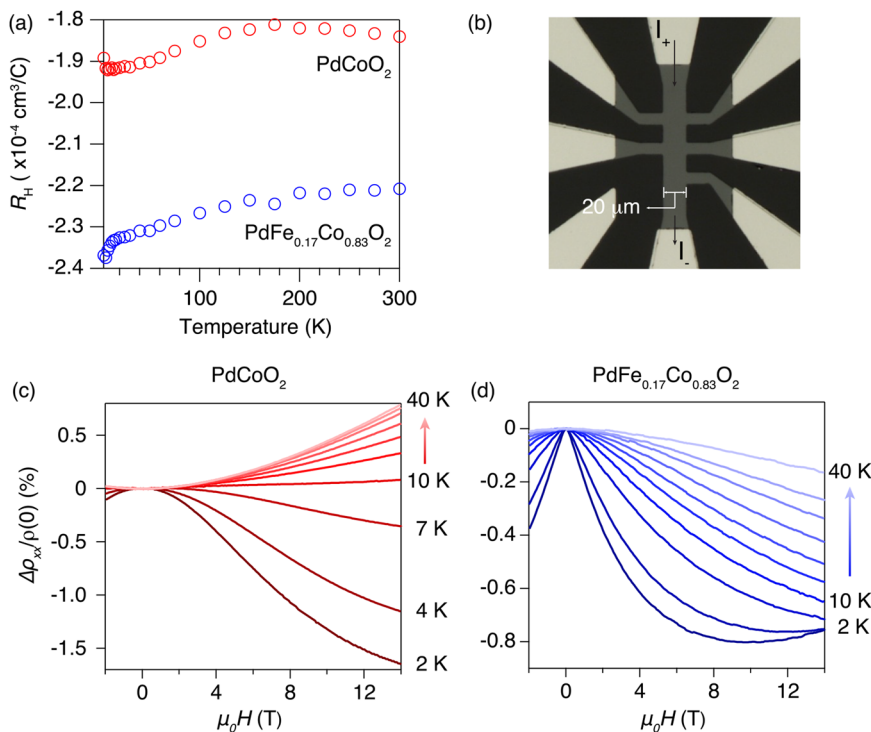 (a)
-1.8
-1.9
-2.0
-2.1
-2.2
-2.3
-2.4
R_H ( x10⁻⁴ cm³/C)
PdCoO₂
PdFe₀.₁₇Co₀.₈₃O₂
100
200
300
Temperature (K)
(b)
I₊
20 μm
I₋
(c)
PdCoO₂
0.5
0
-0.5
-1.0
-1.5
Δρₓₓ/ρ(0) (%)
40 K
10 K
7 K
4 K
2 K
0
4
8
12
μ₀H (T)
(d)
PdFe₀.₁₇Co₀.₈₃O₂
0
-0.2
-0.4
-0.6
-0.8
40 K
10 K
2 K
0
4
8
12
μ₀H (T)